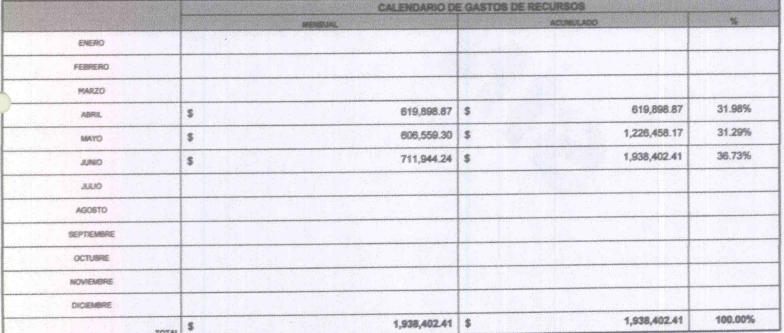 CALENDARIO DE GASTOS DE RECURSOS
MENSUAL ACUMULADO %
ENERO
FEBRERO
MARZO
ABRIL $ 619,898.87 $ 619,898.87 31.98%
MAYO $ 606,559.30 $ 1,226,458.17 31.29%
JUNIO $ 711,944.24 $ 1,938,402.41 36.73%
JULIO
AGOSTO
SEPTIEMBRE
OCTUBRE
NOVIEMBRE
DICIEMBRE
TOTAL $ 1,938,402.41 $ 1,938,402.41 100.00%